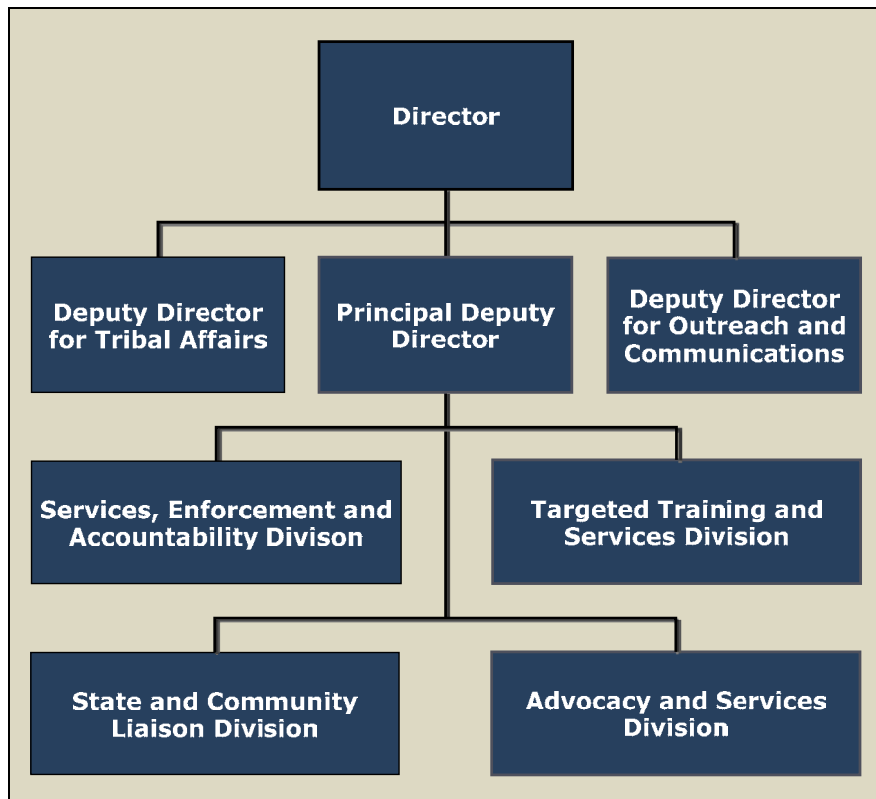 Director
Deputy Director
for Tribal Affairs
Principal Deputy
Director
Deputy Director
for Outreach and
Communications
Services, Enforcement and
Accountability Divison
Targeted Training and
Services Division
State and Community
Liaison Division
Advocacy and Services
Division